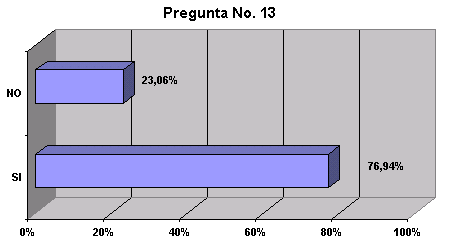 Pregunta No. 13
NO
23,06%
SI
76,94%
0% 20% 40% 60% 80% 100%